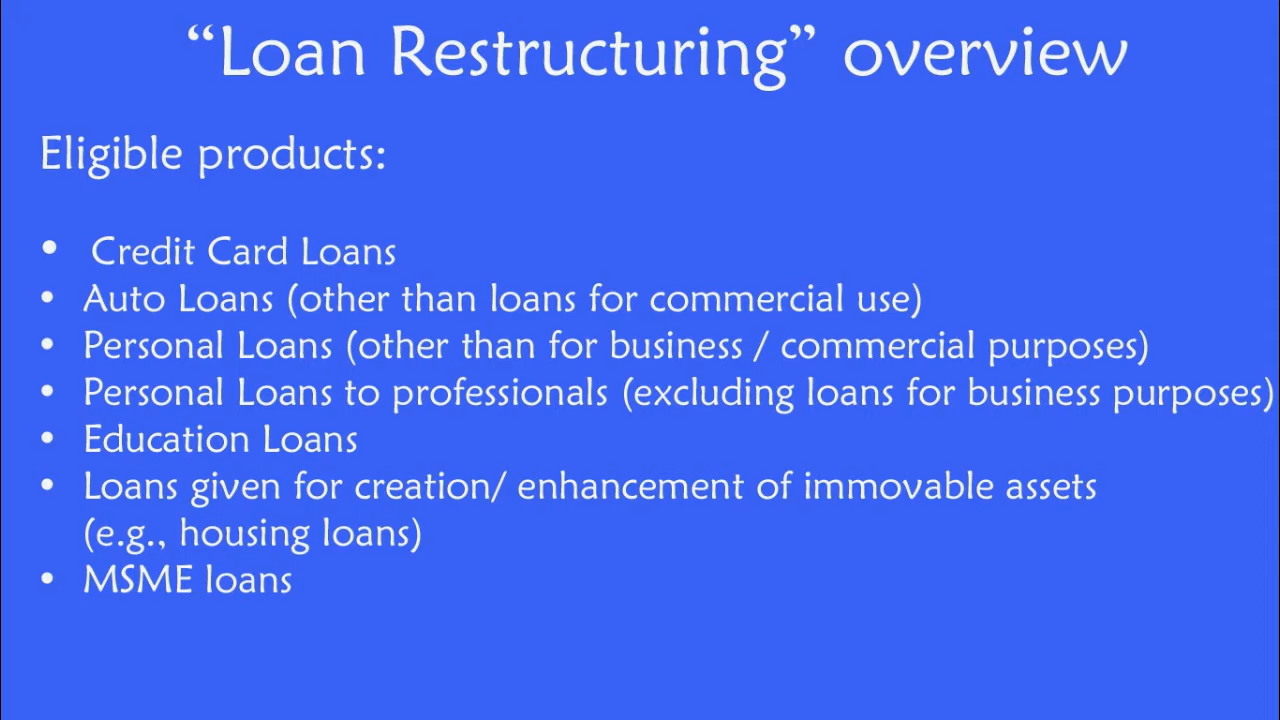 “Loan Restructuring” overview
Eligible products:
• Credit Card Loans
• Auto Loans (other than loans for commercial use)
• Personal Loans (other than for business / commercial purposes)
• Personal Loans to professionals (excluding loans for business purposes)
• Education Loans
• Loans given for creation/ enhancement of immovable assets
(e.g., housing loans)
• MSME loans